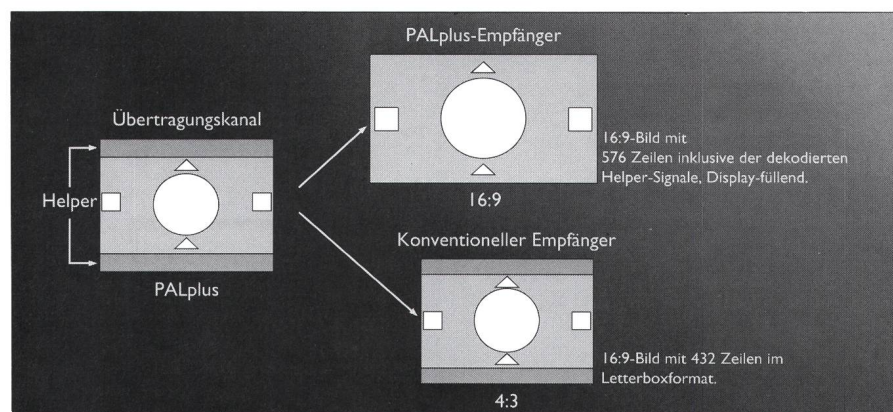 PALplus-Empfänger
Übertragungskanal
Helper
PALplus
16:9-Bild mit
576 Zeilen inklusive der dekodierten
Helper-Signale, Display-füllend.
16:9
Konventioneller Empfänger
16:9-Bild mit 432 Zeilen im
Letterboxformat.
4:3